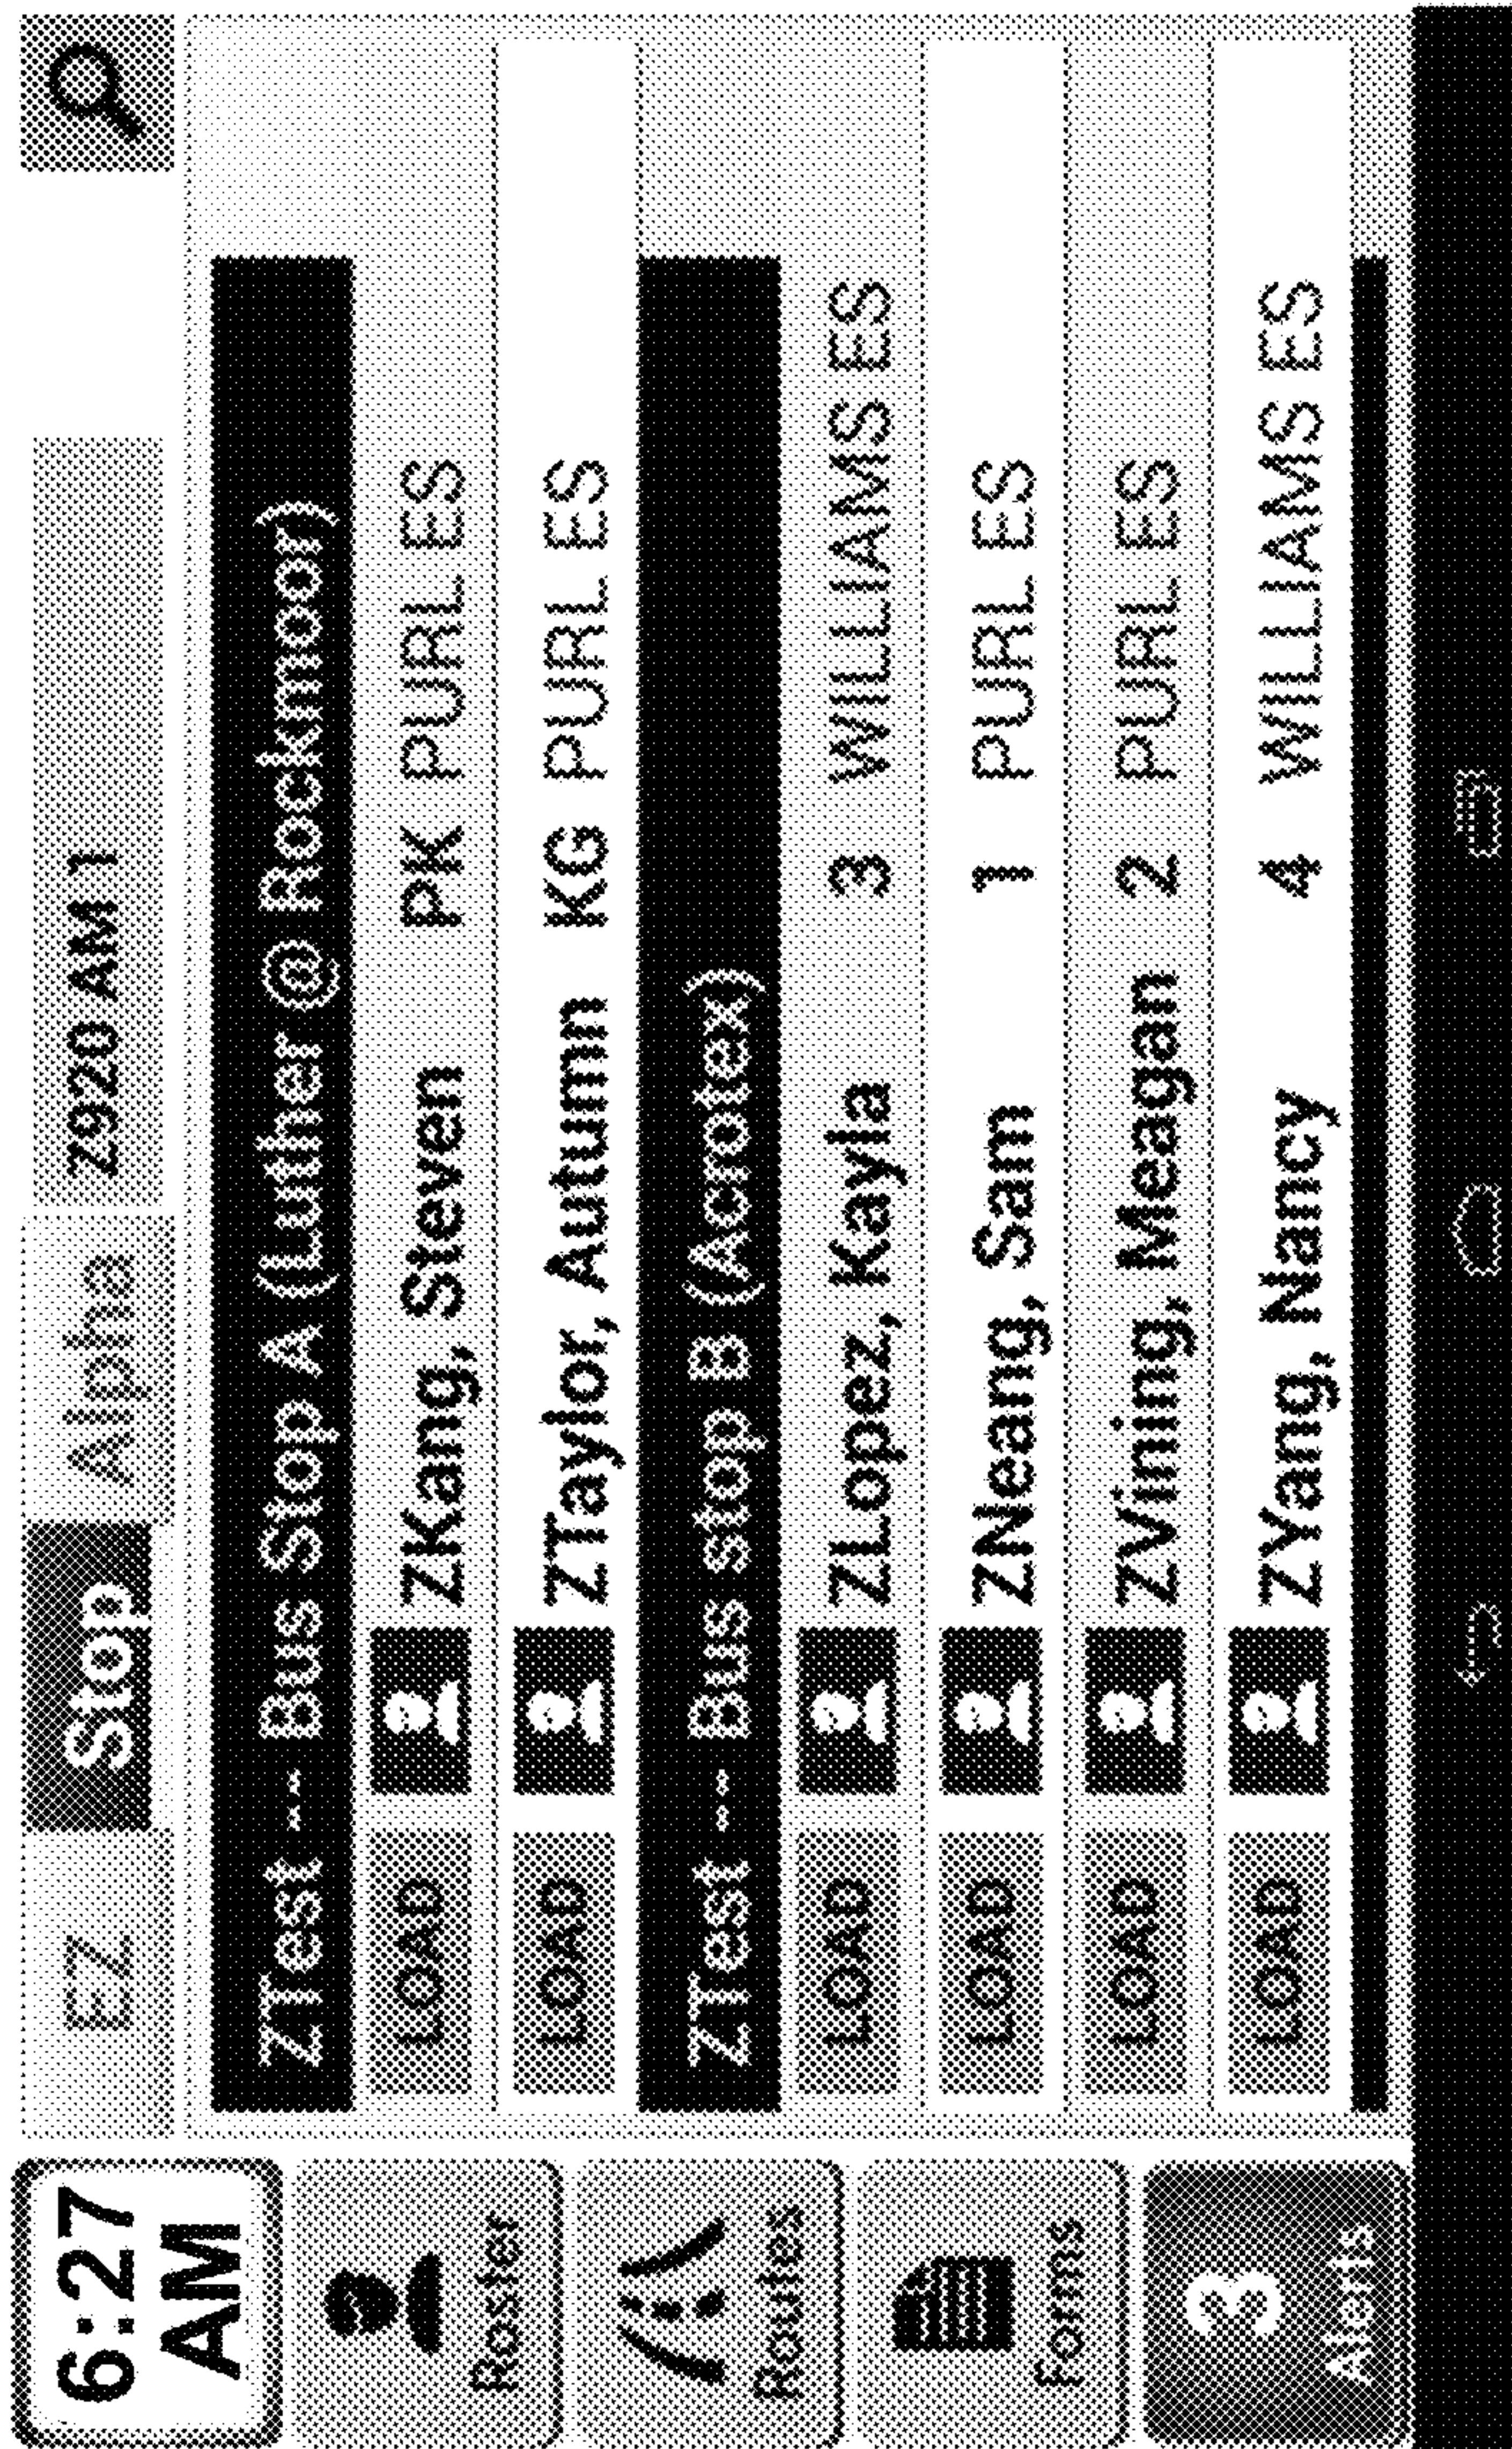 6:27
AM
EZ Stop Alpha Z920 AM 1
ZTest -- Bus Stop A (Luther @ Rockmoor)
LOAD ZKang, Steven PK PURL ES
LOAD ZTaylor, Autumn KG PURL ES
ZTest -- Bus stop B (Acrotex)
LOAD ZLopez, Kayla 3 WILLIAMS ES
LOAD ZNeang, Sam 1 PURL ES
LOAD ZVining, Meagan 2 PURL ES
LOAD ZYang, Nancy 4 WILLIAMS ES
Roster
Routes
Forms
3
Alerts